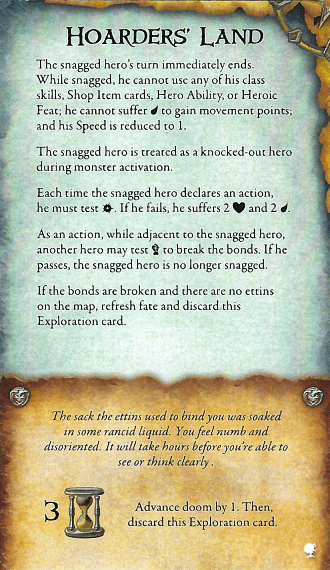 Hoarders' Land
The snagged hero's turn immediately ends.
While snagged, he cannot use any of his class
skills, Shop Item cards, Hero Ability, or Heroic
Feat; he cannot suffer to gain movement points;
and his Speed is reduced to 1.
The snagged hero is treated as a knocked-out hero
during monster activation.
Each time the snagged hero declares an action,
he must test . If he fails, he suffers 2 and 2 .
As an action, while adjacent to the snagged hero,
another hero may test to break the bonds. If he
passes, the snagged hero is no longer snagged.
If the bonds are broken and there are no ettins
on the map, refresh fate and discard this
Exploration card.
The sack the ettins used to bind you was soaked
in some rancid liquid. You feel numb and
disoriented. It will take hours before you're able to
see or think clearly .
3
Advance doom by 1. Then,
discard this Exploration card.